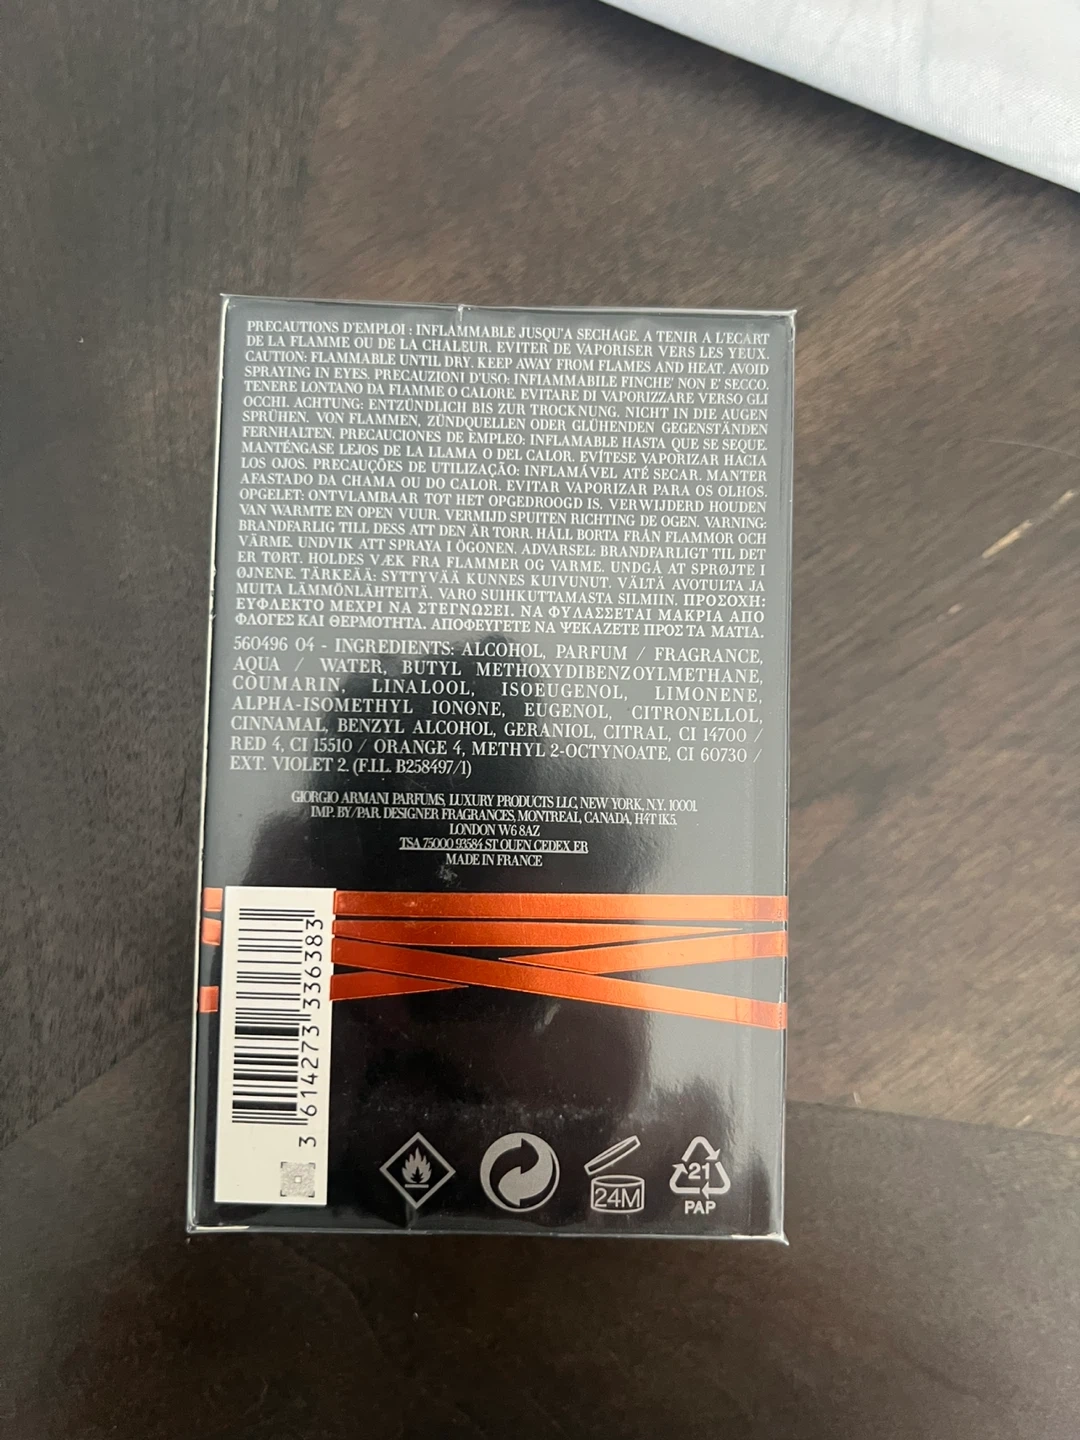 PRECAUTIONS D'EMPLOI : INFLAMMABLE JUSQU'A SECHAGE. A TENIR A L'ECART
DE LA FLAMME OU DE LA CHALEUR. EVITER DE VAPORISER VERS LES YEUX.
CAUTION: FLAMMABLE UNTIL DRY. KEEP AWAY FROM FLAMES AND HEAT. AVOID
SPRAYING IN EYES. PRECAUZIONI D'USO: INFIAMMABILE FINCHE' NON E' SECCO.
TENERE LONTANO DA FIAMME O CALORE. EVITARE DI VAPORIZZARE VERSO GLI
OCCHI. ACHTUNG: ENTZÜNDLICH BIS ZUR TROCKNUNG. NICHT IN DIE AUGEN
SPRÜHEN. VON FLAMMEN, ZÜNDQUELLEN ODER GLÜHENDEN GEGENSTÄNDEN
FERNHALTEN. PRECAUCIONES DE EMPLEO: INFLAMABLE HASTA QUE SE SEQUE.
MANTÉNGASE LEJOS DE LA LLAMA O DEL CALOR. EVÍTESE VAPORIZAR HACIA
LOS OJOS. PRECAUÇÕES DE UTILIZAÇÃO: INFLAMÁVEL ATÉ SECAR. MANTER
AFASTADO DA CHAMA OU DO CALOR. EVITAR VAPORIZAR PARA OS OLHOS.
OPGELET: ONTVLAMBAAR TOT HET OPGEDROOGD IS. VERWIJDERD HOUDEN
VAN WARMTE EN OPEN VUUR. VERMIJD SPUITEN RICHTING DE OGEN. VARNING:
BRANDFARLIG TILL DESS ATT DEN ÄR TORR. HÅLL BORTA FRÅN FLAMMOR OCH
VÄRME. UNDVIK ATT SPRAYA I ÖGONEN. ADVARSEL: BRANDFARLIGT TIL DET
ER TØRT. HOLDES VÆK FRA FLAMMER OG VARME. UNDGÅ AT SPRØJTE I
ØJNENE. TÄRKEÄÄ: SYTTYVÄÄ KUNNES KUIVUNUT. VÄLTÄ AVOTULTA JA
MUITA LÄMMÖNLÄHTEITÄ. VARO SUIHKUTTAMASTA SILMIIN. ΠΡΟΣΟΧΗ:
ΕΥΦΛΕΚΤΟ ΜΕΧΡΙ ΝΑ ΣΤΕΓΝΩΣΕΙ. ΝΑ ΦΥΛΑΣΣΕΤΑΙ ΜΑΚΡΙΑ ΑΠΟ
ΦΛΟΓΕΣ ΚΑΙ ΘΕΡΜΟΤΗΤΑ. ΑΠΟΦΕΥΓΕΤΕ ΝΑ ΨΕΚΑΖΕΤΕ ΠΡΟΣ ΤΑ ΜΑΤΙΑ.
560496 04 - INGREDIENTS: ALCOHOL, PARFUM / FRAGRANCE,
AQUA / WATER, BUTYL METHOXYDIBENZOYLMETHANE,
COUMARIN, LINALOOL, ISOEUGENOL, LIMONENE,
ALPHA-ISOMETHYL IONONE, EUGENOL, CITRONELLOL,
CINNAMAL, BENZYL ALCOHOL, GERANIOL, CITRAL, CI 14700 /
RED 4, CI 15510 / ORANGE 4, METHYL 2-OCTYNOATE, CI 60730 /
EXT. VIOLET 2. (F.I.L. B258497/1)
GIORGIO ARMANI PARFUMS, LUXURY PRODUCTS LLC, NEW YORK, N.Y. 10001.
IMP. BY/PAR DESIGNER FRAGRANCES, MONTREAL, CANADA, H4T 1K5.
LONDON W6 8AZ
TSA 75000 93584 ST OUEN CEDEX, FR
MADE IN FRANCE
3 614273 336383
24M
21
PAP